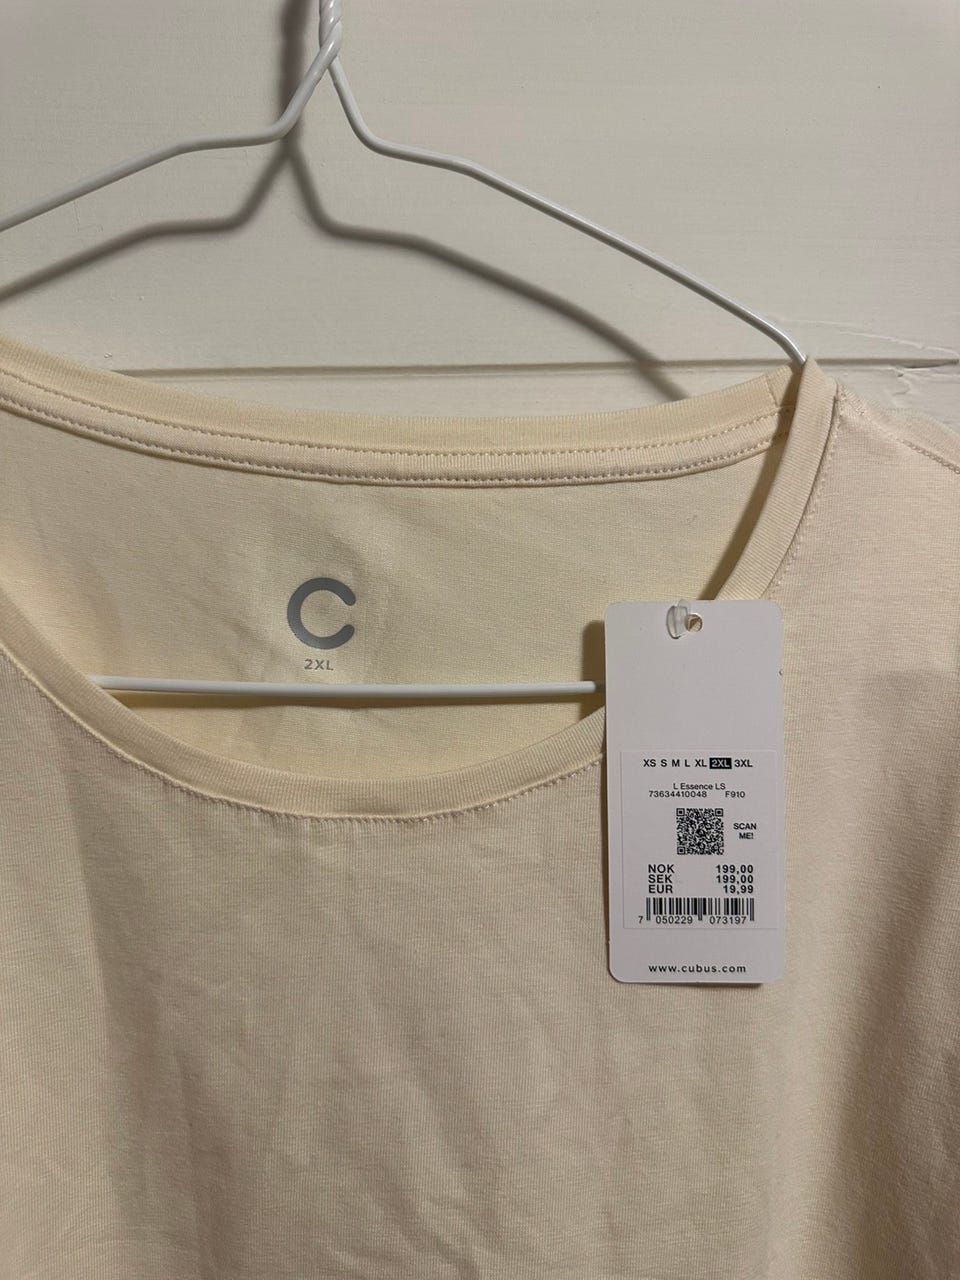 C
2XL
XS S M L XL 2XL 3XL
L Essence LS
73634410048 F910
SCAN
ME!
NOK 199,00
SEK 199,00
EUR 19,99
7 050229 073197
www.cubus.com